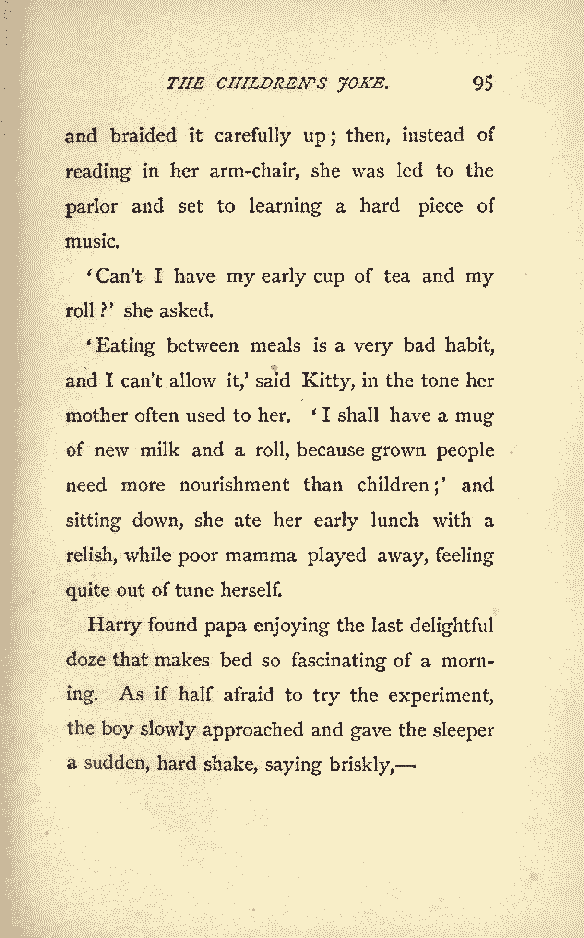 THE CHILDREN'S JOKE. 95
and braided it carefully up; then, instead of
reading in her arm-chair, she was led to the
parlor and set to learning a hard piece of
music.
'Can't I have my early cup of tea and my
roll?' she asked.
'Eating between meals is a very bad habit,
and I can't allow it,' said Kitty, in the tone her
mother often used to her. 'I shall have a mug
of new milk and a roll, because grown people
need more nourishment than children;' and
sitting down, she ate her early lunch with a
relish, while poor mamma played away, feeling
quite out of tune herself.
Harry found papa enjoying the last delightful
doze that makes bed so fascinating of a morn-
ing. As if half afraid to try the experiment,
the boy slowly approached and gave the sleeper
a sudden, hard shake, saying briskly,—